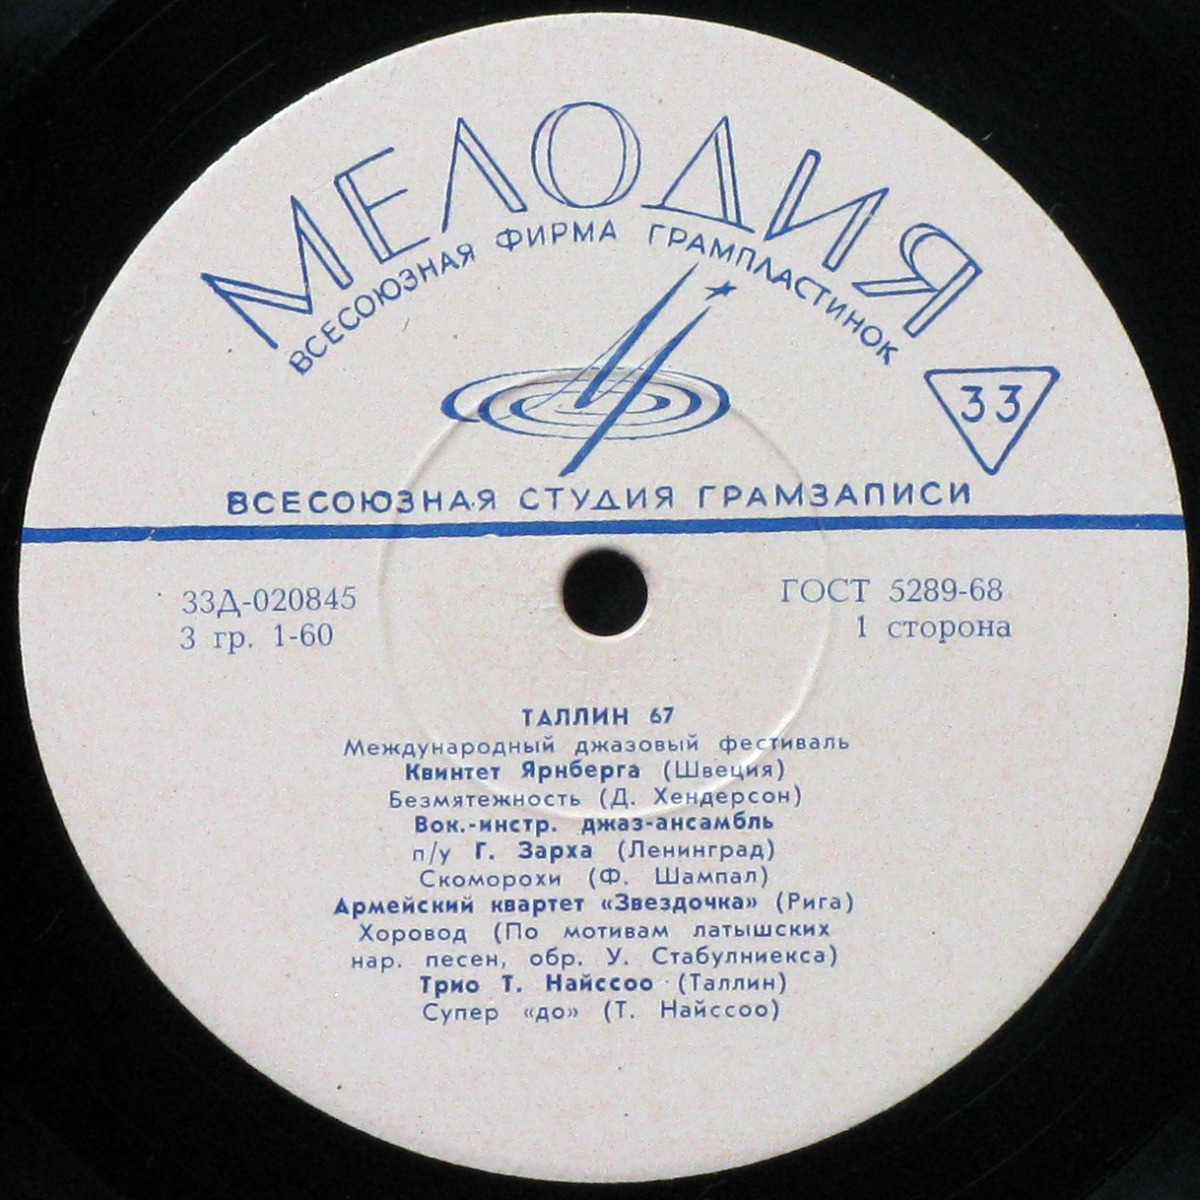 МЕЛОДИЯ
ВСЕСОЮЗНАЯ ФИРМА ГРАМПЛАСТИНОК
33
ВСЕСОЮЗНАЯ СТУДИЯ ГРАМЗАПИСИ
33Д-020845
3 гр. 1-60
ГОСТ 5289-68
1 сторона
ТАЛЛИН 67
Международный джазовый фестиваль
Квинтет Ярнберга (Швеция)
Безмятежность (Д. Хендерсон)
Вок.-инстр. джаз-ансамбль
п/у Г. Зарха (Ленинград)
Скоморохи (Ф. Шампал)
Армейский квартет «Звездочка» (Рига)
Хоровод (По мотивам латышских
нар. песен, обр. У. Стабулниекса)
Трио Т. Найссоо (Таллин)
Супер «до» (Т. Найссоо)